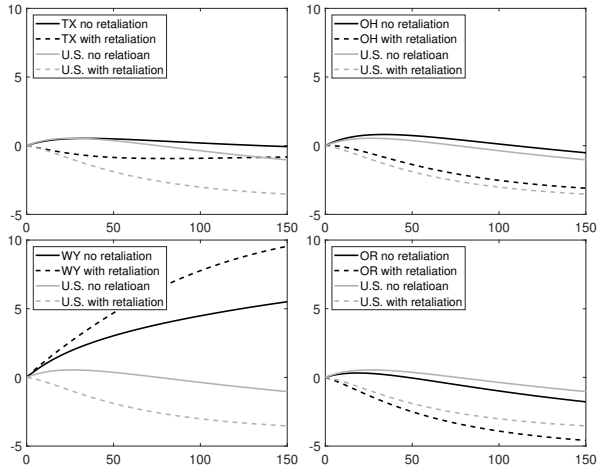 10
TX no retaliation
TX with retaliation
U.S. no relatioan
U.S. with retaliation
5
0
-5
0 50 100 150
10
OH no retaliation
OH with retaliation
U.S. no relatioan
U.S. with retaliation
5
0
-5
0 50 100 150
10
WY no retaliation
WY with retaliation
U.S. no relatioan
U.S. with retaliation
5
0
-5
0 50 100 150
10
OR no retaliation
OR with retaliation
U.S. no relatioan
U.S. with retaliation
5
0
-5
0 50 100 150